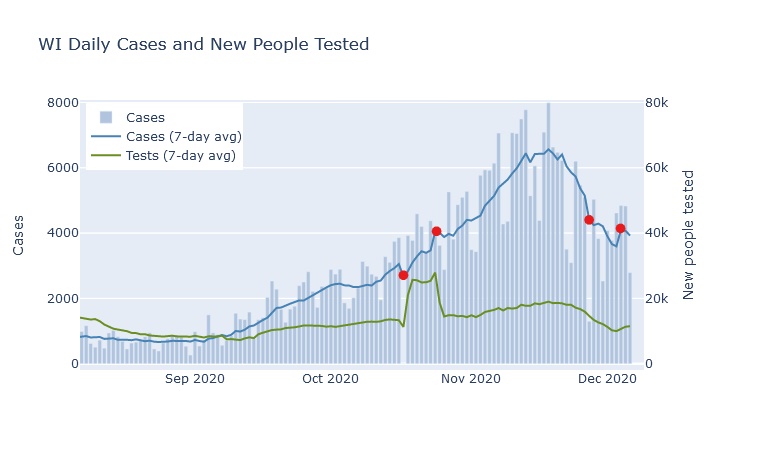 WI Daily Cases and New People Tested
Cases
Cases (7-day avg)
Tests (7-day avg)
8000
6000
4000
2000
0
Cases
80k
60k
40k
20k
0
New people tested
Sep 2020
Oct 2020
Nov 2020
Dec 2020